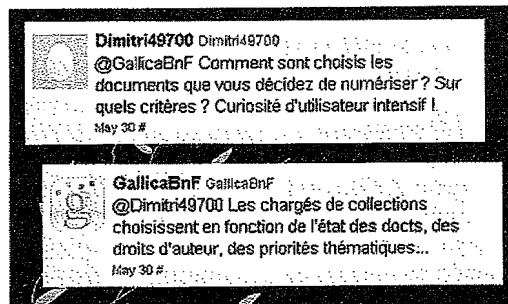 Dimitri49700 Dimitri49700
@GallicaBnF Comment sont choisis les
documents que vous décidez de numériser ? Sur
quels critères ? Curiosité d'utilisateur intensif !
May 30 #
g
GallicaBnF GallicaBnF
@Dimitri49700 Les chargés de collections
choisissent en fonction de l'état des docts, des
droits d'auteur, des priorités thématiques...
May 30 #